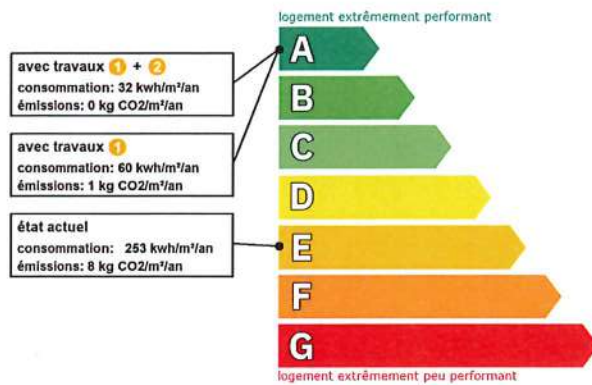 logement extrêmement performant
avec travaux 1 + 2
consommation: 32 kwh/m²/an
émissions: 0 kg CO2/m²/an
avec travaux 1
consommation: 60 kwh/m²/an
émissions: 1 kg CO2/m²/an
état actuel
consommation: 253 kwh/m²/an
émissions: 8 kg CO2/m²/an
A
B
C
D
E
F
G
logement extrêmement peu performant